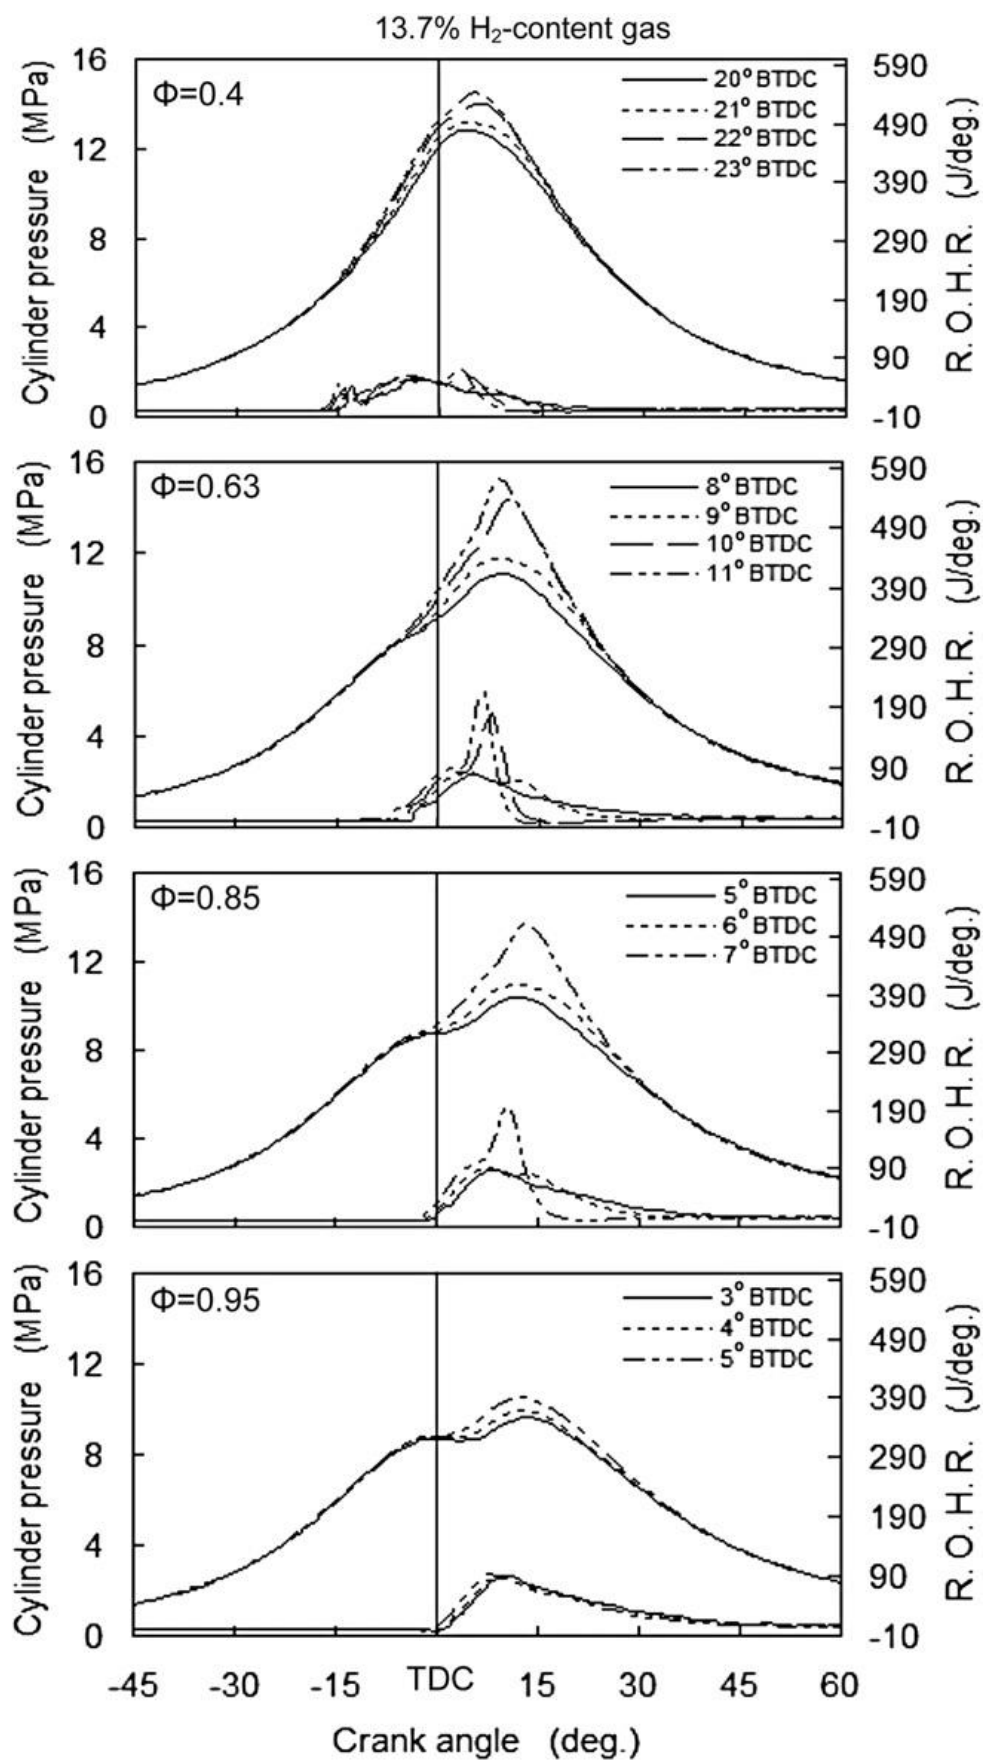 13.7% H₂-content gas
Φ=0.4
20° BTDC
21° BTDC
22° BTDC
23° BTDC
16
12
8
4
0
Cylinder pressure (MPa)
590
490
390
290
190
90
-10
R. O. H. R. (J/deg.)
Φ=0.63
8° BTDC
9° BTDC
10° BTDC
11° BTDC
16
12
8
4
0
Cylinder pressure (MPa)
590
490
390
290
190
90
-10
R. O. H. R. (J/deg.)
Φ=0.85
5° BTDC
6° BTDC
7° BTDC
16
12
8
4
0
Cylinder pressure (MPa)
590
490
390
290
190
90
-10
R. O. H. R. (J/deg.)
Φ=0.95
3° BTDC
4° BTDC
5° BTDC
16
12
8
4
0
Cylinder pressure (MPa)
590
490
390
290
190
90
-10
R. O. H. R. (J/deg.)
-45 -30 -15 TDC 15 30 45 60
Crank angle (deg.)